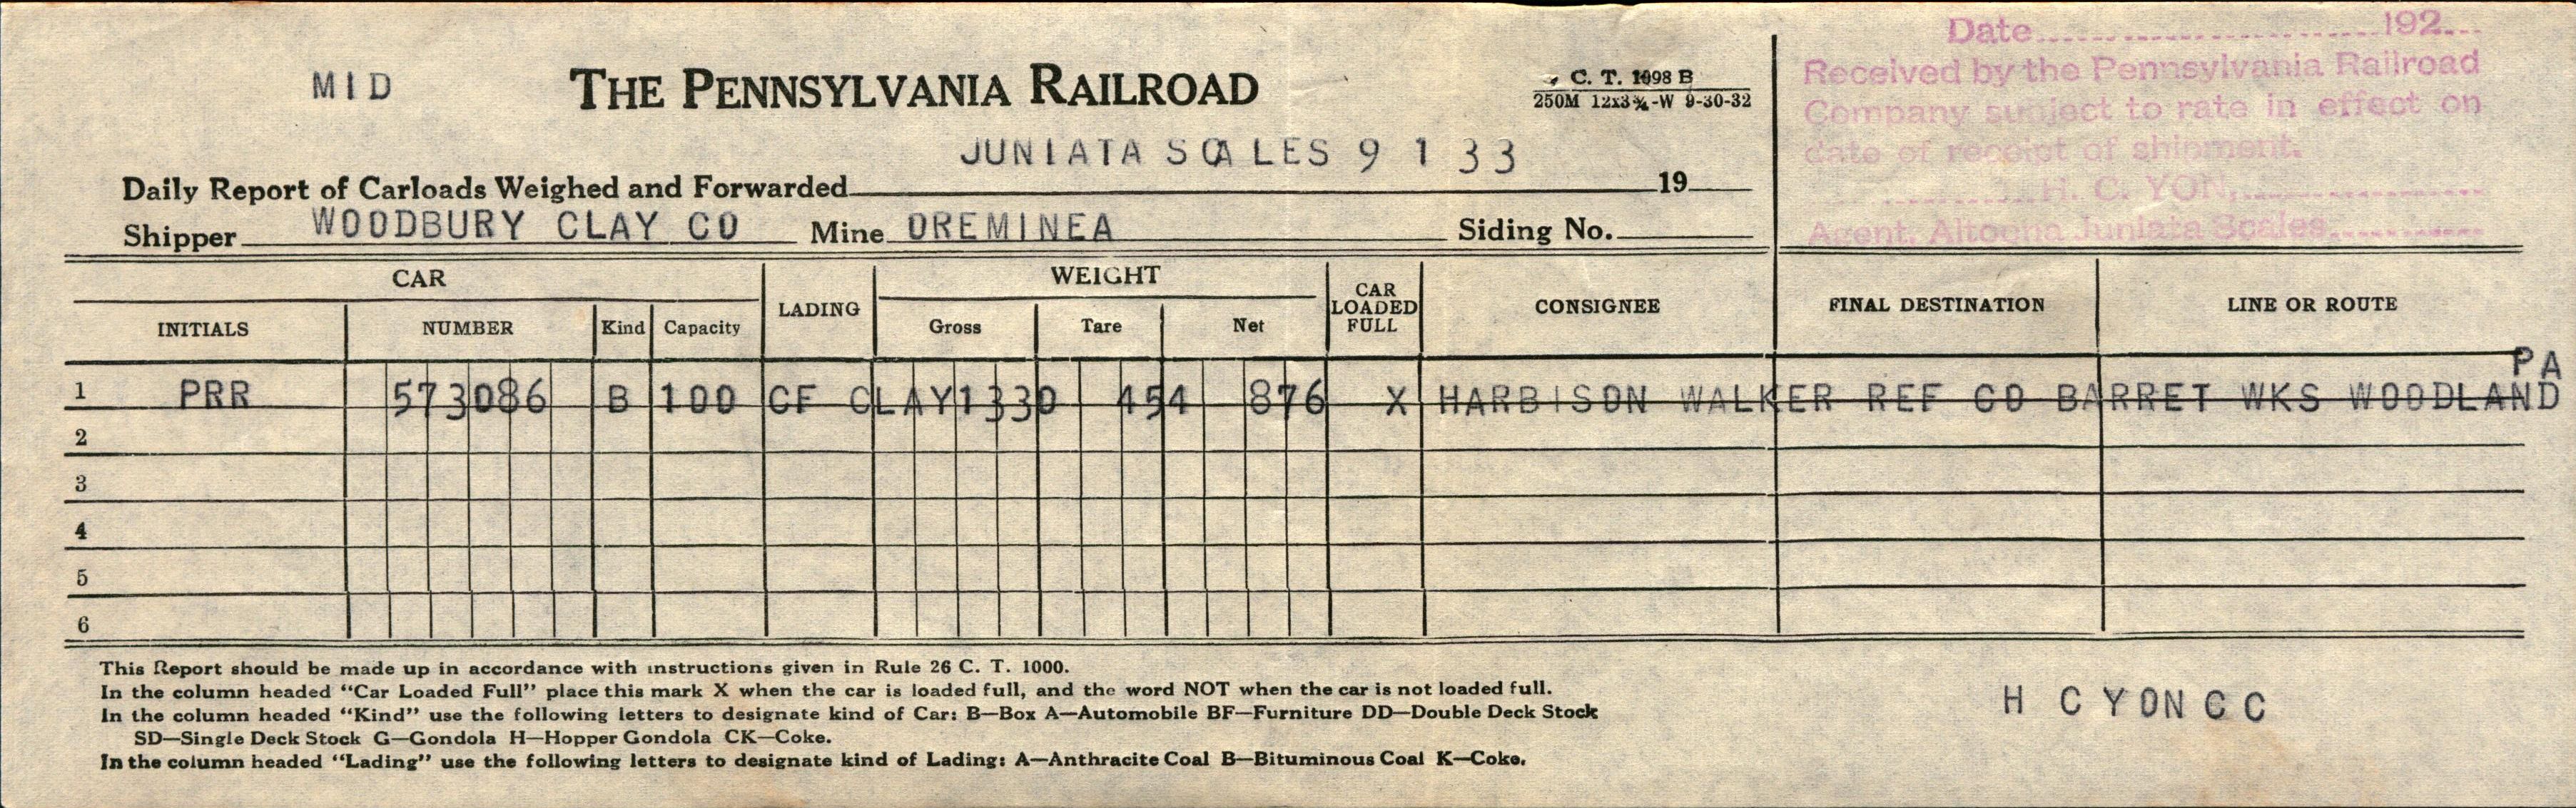 Date 192
MID THE PENNSYLVANIA RAILROAD C. T. 1098 B
250M 12x3¾-W 9-30-32
Received by the Pennsylvania Railroad
Company subject to rate in effect on
date of receipt of shipment.
H. C. YON,
Agent, Altoona Juniata Scales
JUNIATA SCALES 9 1 33
Daily Report of Carloads Weighed and Forwarded 19
Shipper WOODBURY CLAY CO Mine OREMINEA Siding No.
CAR LADING WEIGHT CAR LOADED FULL CONSIGNEE FINAL DESTINATION LINE OR ROUTE
INITIALS NUMBER Kind Capacity Gross Tare Net
PA
1 PRR 573086 B 100 CF CLAY 1330 454 876 X HARBISON WALKER REF CO BARRET WKS WOODLAND
2
3
4
5
6
This Report should be made up in accordance with instructions given in Rule 26 C. T. 1000.
In the column headed "Car Loaded Full" place this mark X when the car is loaded full, and the word NOT when the car is not loaded full.
In the column headed "Kind" use the following letters to designate kind of Car: B—Box A—Automobile BF—Furniture DD—Double Deck Stock
SD—Single Deck Stock G—Gondola H—Hopper Gondola CK—Coke.
In the column headed "Lading" use the following letters to designate kind of Lading: A—Anthracite Coal B—Bituminous Coal K—Coke.
H C YON C C